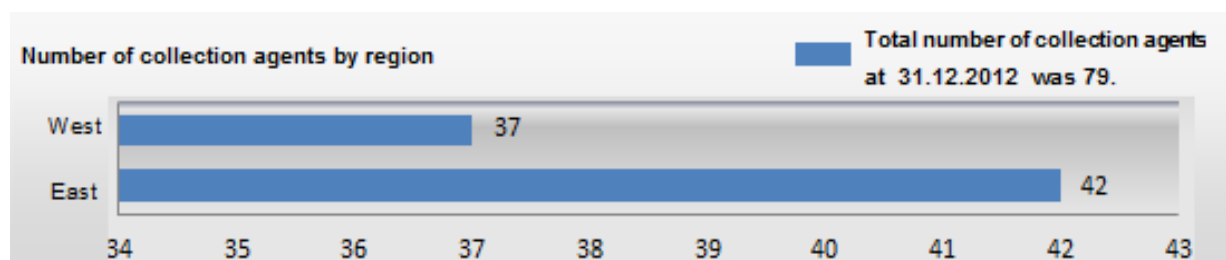 Number of collection agents by region
Total number of collection agents
at 31.12.2012 was 79.
West
37
East
42
34 35 36 37 38 39 40 41 42 43